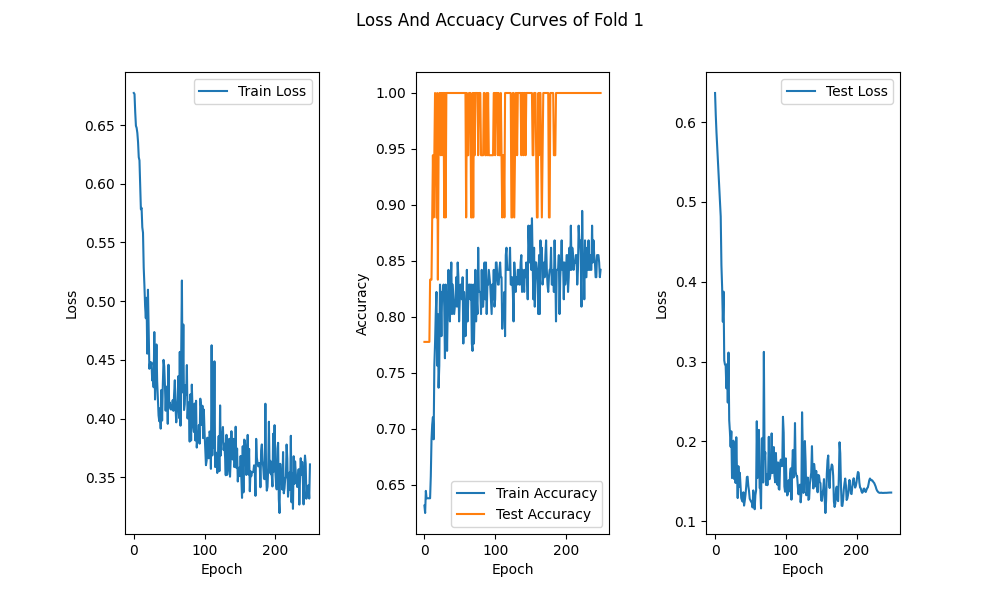 Loss And Accuacy Curves of Fold 1
Train Loss
0.65
0.60
0.55
0.50
0.45
0.40
0.35
Loss
0
100
200
Epoch
1.00
0.95
0.90
0.85
0.80
0.75
0.70
0.65
Accuracy
Train Accuracy
Test Accuracy
0
100
200
Epoch
Test Loss
0.6
0.5
0.4
0.3
0.2
0.1
Loss
0
100
200
Epoch